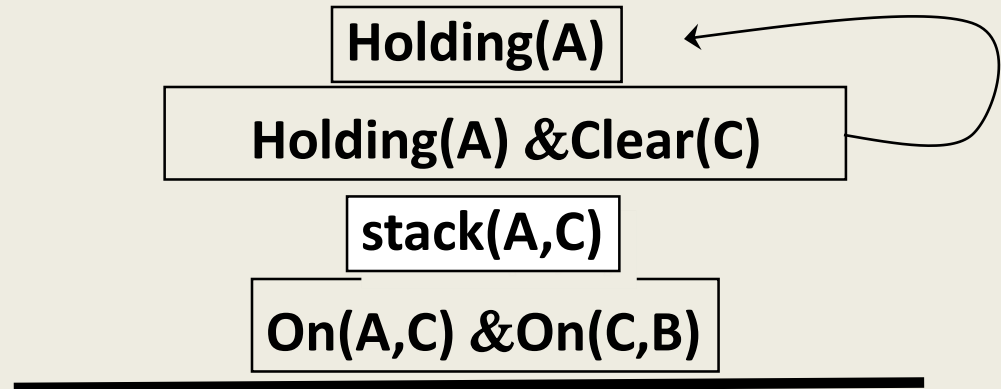 Holding(A)
Holding(A) &Clear(C)
stack(A,C)
On(A,C) &On(C,B)